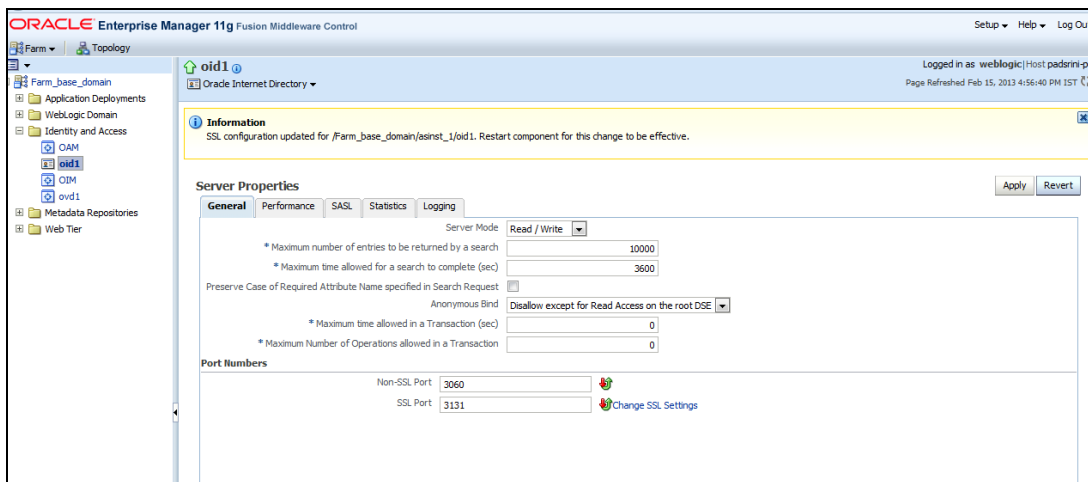 ORACLE Enterprise Manager 11g Fusion Middleware Control
Setup Help Log Ou
Farm Topology
oid1
Logged in as weblogic|Host padsrini-p
Oracle Internet Directory
Page Refreshed Feb 15, 2013 4:56:40 PM IST
Farm_base_domain
Application Deployments
WebLogic Domain
Identity and Access
OAM
oid1
OIM
ovd1
Metadata Repositories
Web Tier
Information
SSL configuration updated for /Farm_base_domain/asinst_1/oid1. Restart component for this change to be effective.
Server Properties
Apply Revert
General Performance SASL Statistics Logging
Server Mode Read / Write
* Maximum number of entries to be returned by a search 10000
* Maximum time allowed for a search to complete (sec) 3600
Preserve Case of Required Attribute Name specified in Search Request
Anonymous Bind Disallow except for Read Access on the root DSE
* Maximum time allowed in a Transaction (sec) 0
* Maximum Number of Operations allowed in a Transaction 0
Port Numbers
Non-SSL Port 3060
SSL Port 3131 Change SSL Settings